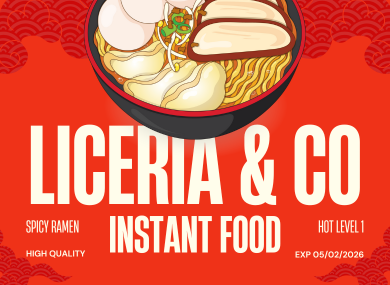 LICERIA & CO
SPICY RAMEN
INSTANT FOOD
HOT LEVEL 1
HIGH QUALITY
EXP 05/02/2026